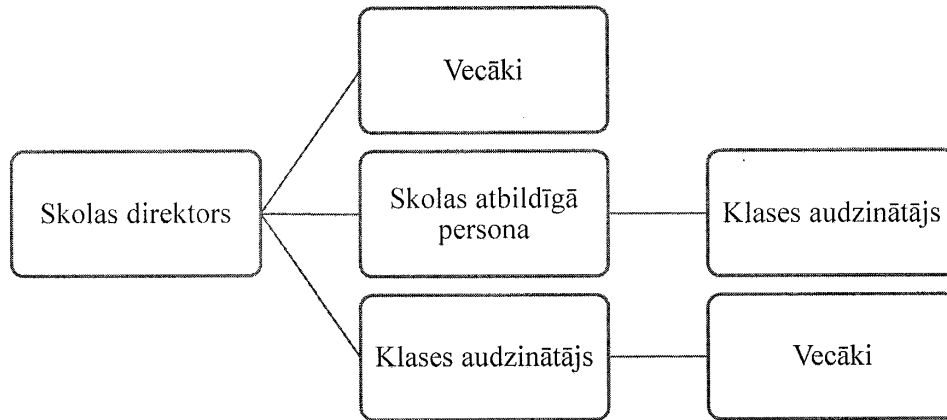 Vecāki
Skolas direktors
Skolas atbildīgā
persona
Klases audzinātājs
Klases audzinātājs
Vecāki